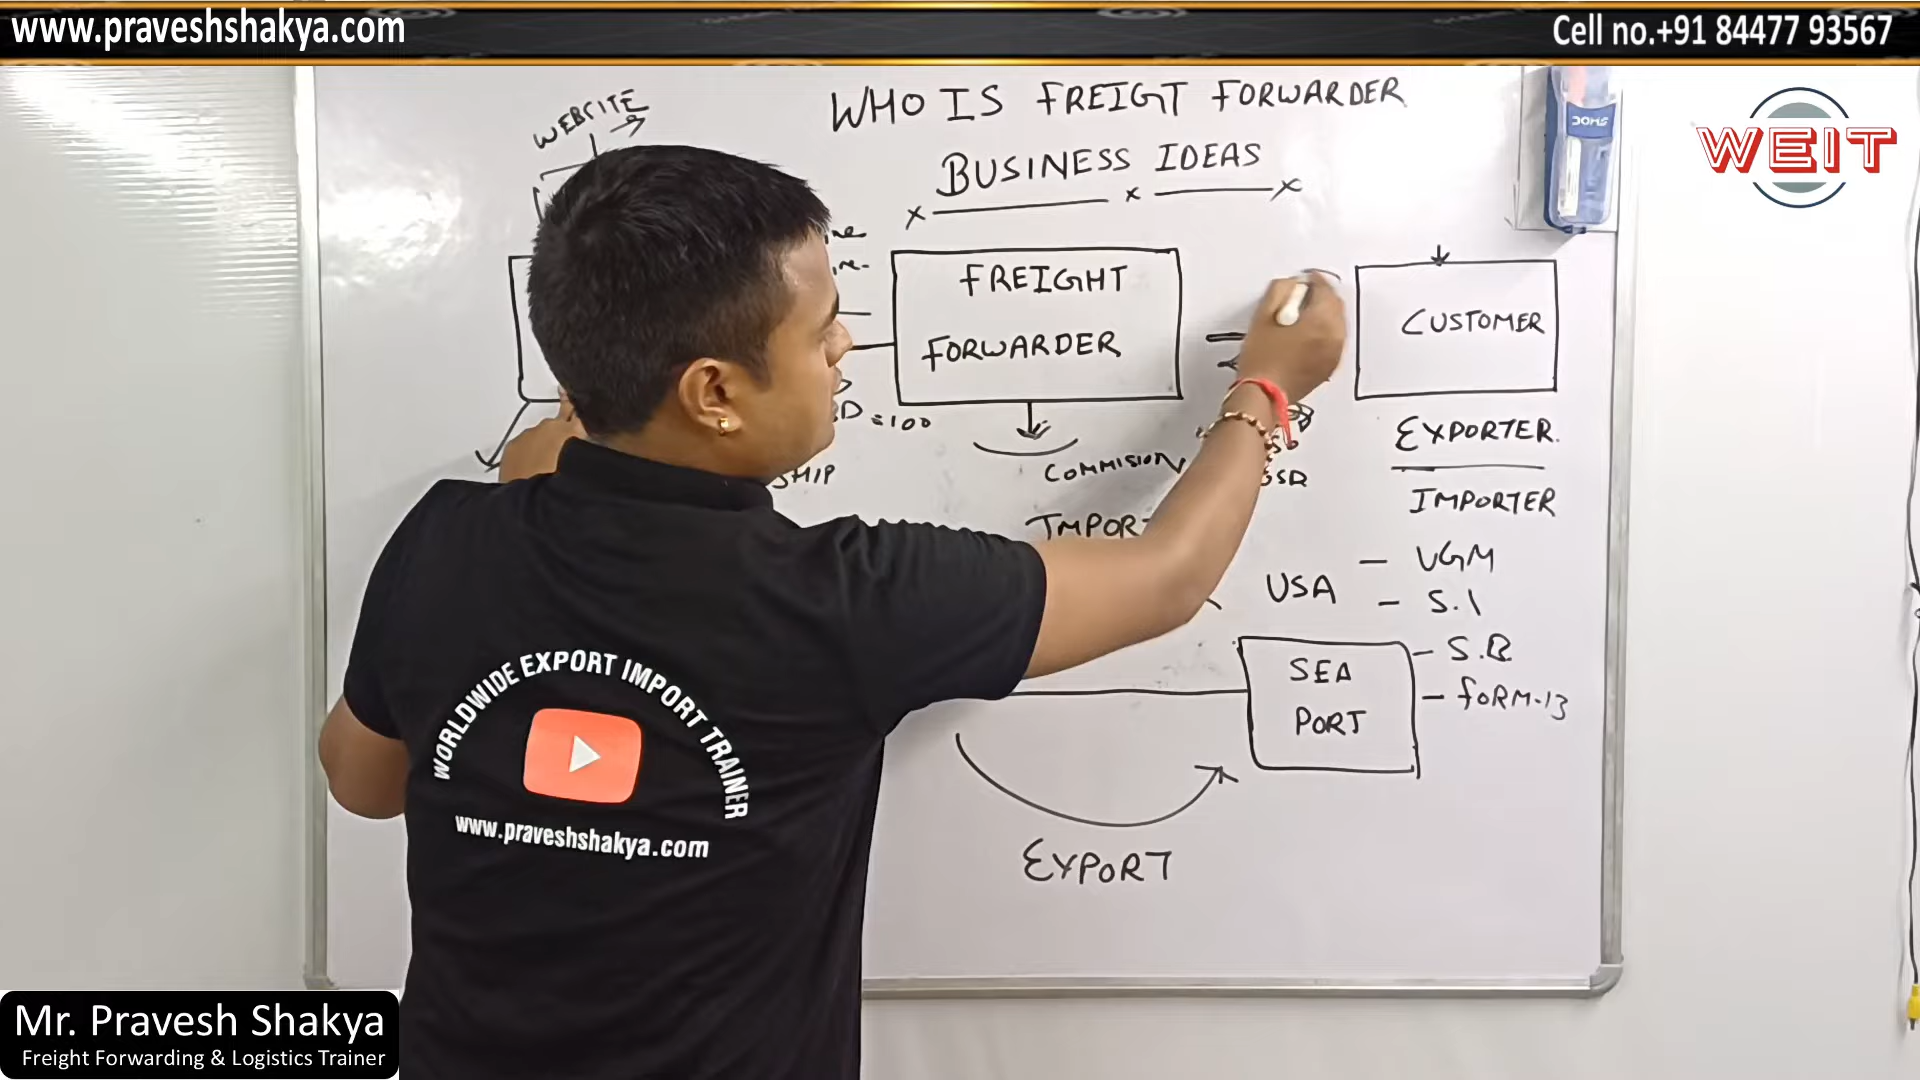 www.praveshshakya.com
Cell no.+91 84477 93567
WEIT
DOMS
WHO IS FREIGT FORWARDER
BUSINESS IDEAS
WEBSITE
FREIGHT
FORWARDER
CUSTOMER
=100
COMMISION
EXPORTER.
IMPORTER
USA
- VGM
- S.I
- S.B
- FORM-13
SEA
PORT
EXPORT
WORLDWIDE EXPORT IMPORT TRAINER
www.praveshshakya.com
Mr. Pravesh Shakya
Freight Forwarding & Logistics Trainer